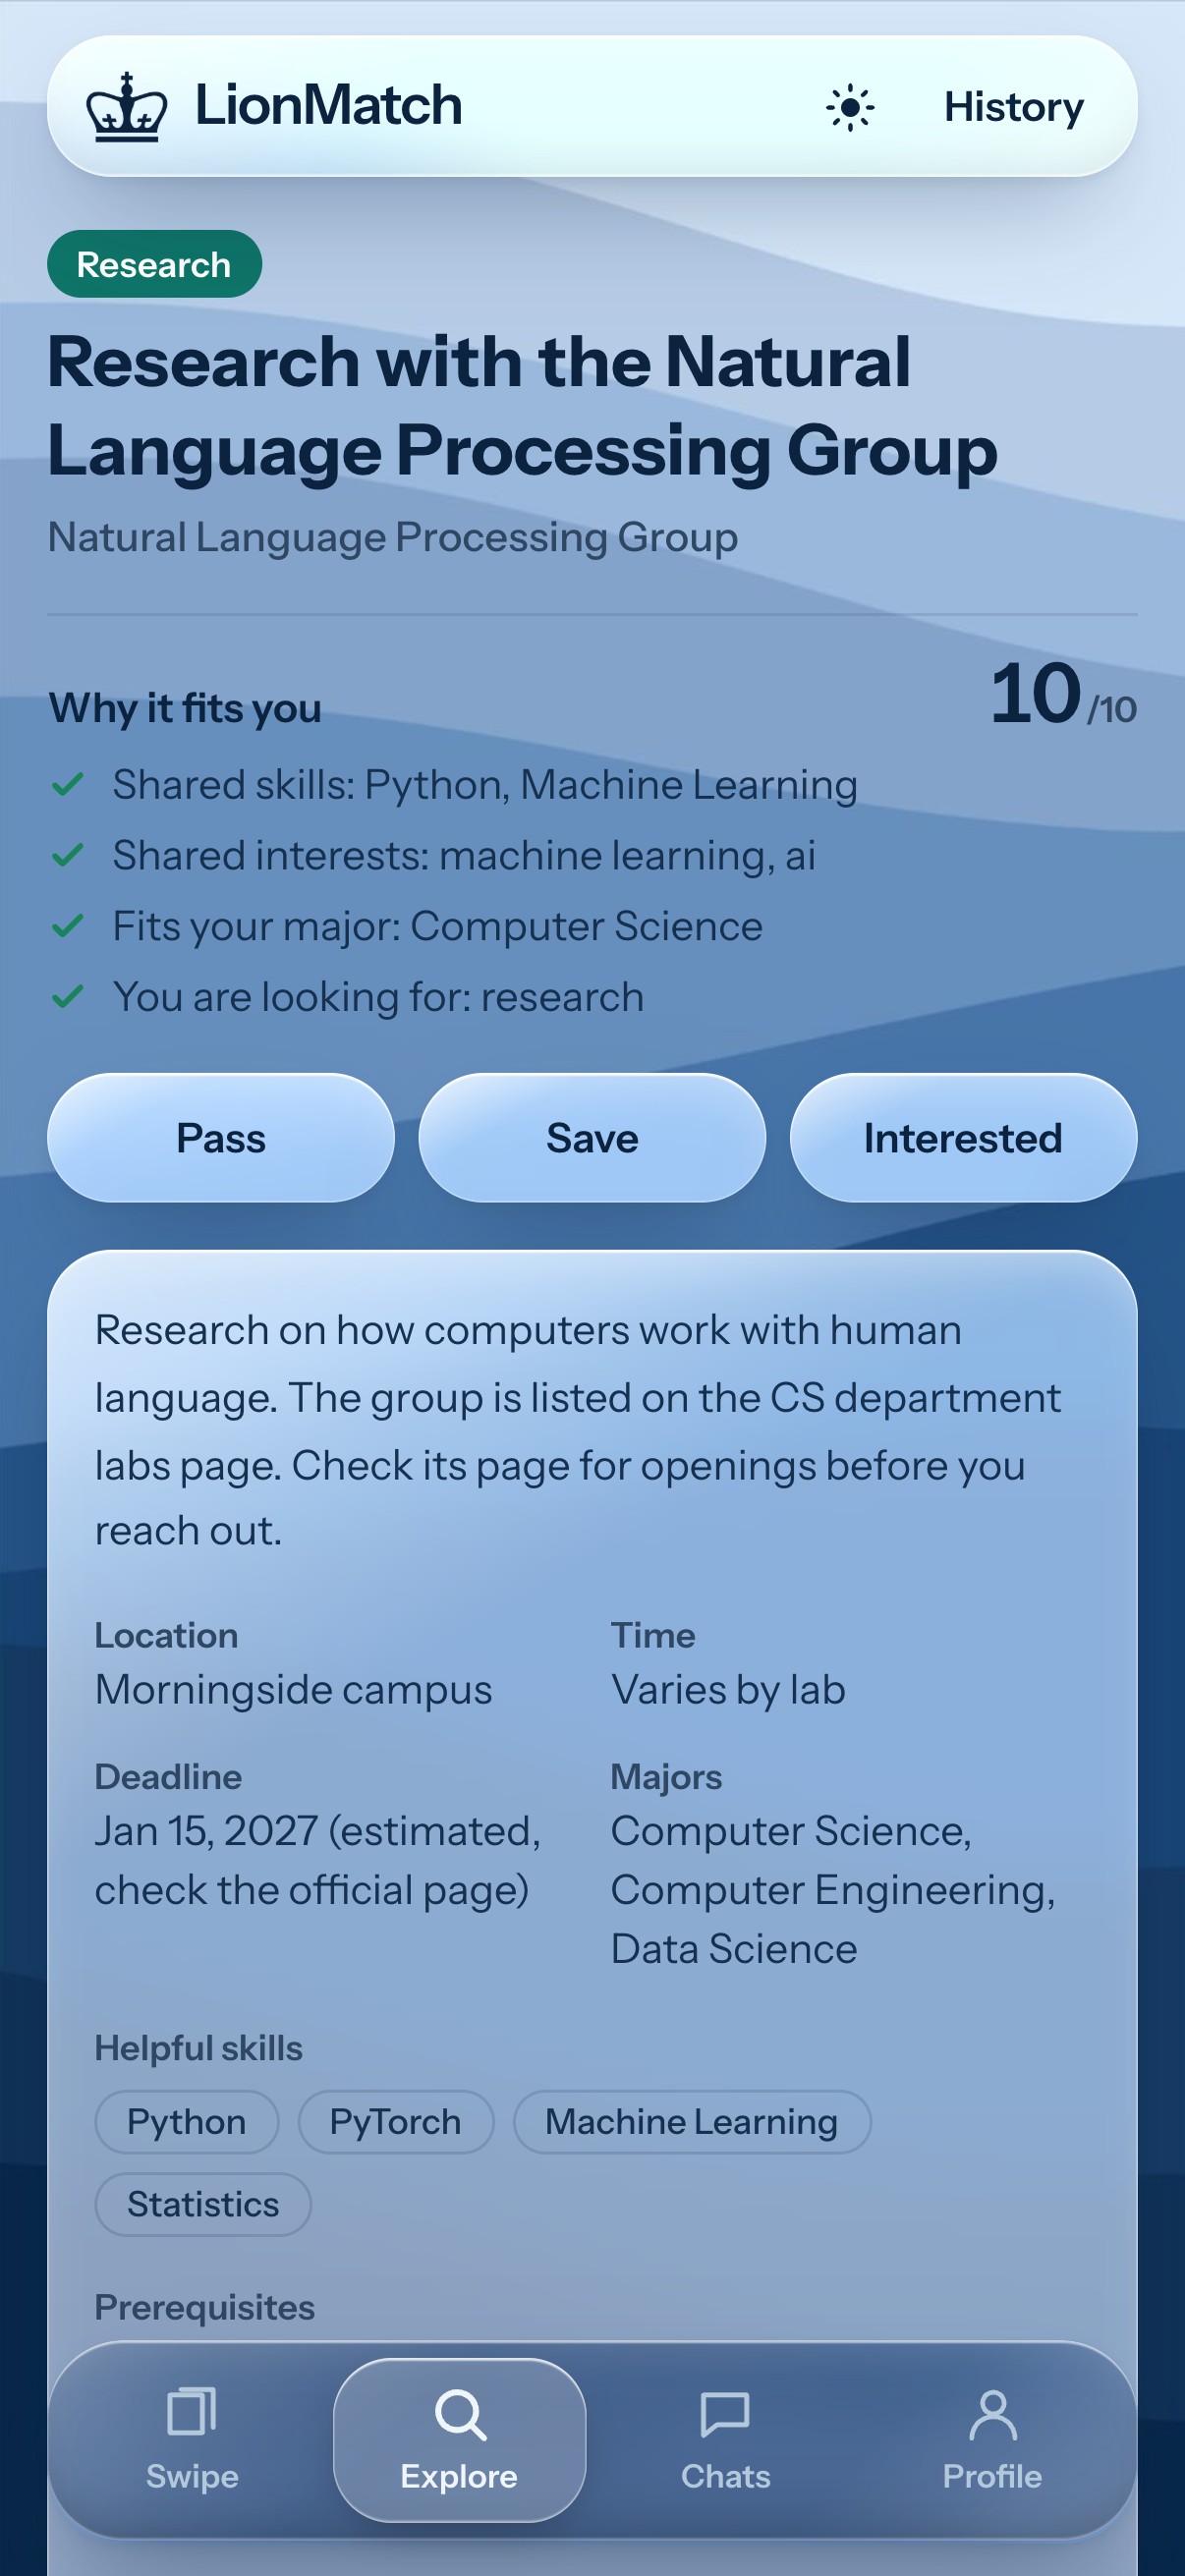 LionMatch
History
Research
Research with the Natural
Language Processing Group
Natural Language Processing Group
Why it fits you
10/10
Shared skills: Python, Machine Learning
Shared interests: machine learning, ai
Fits your major: Computer Science
You are looking for: research
Pass
Save
Interested
Research on how computers work with human
language. The group is listed on the CS department
labs page. Check its page for openings before you
reach out.
Location
Morningside campus
Time
Varies by lab
Deadline
Jan 15, 2027 (estimated,
check the official page)
Majors
Computer Science,
Computer Engineering,
Data Science
Helpful skills
Python
PyTorch
Machine Learning
Statistics
Prerequisites
Swipe
Explore
Chats
Profile